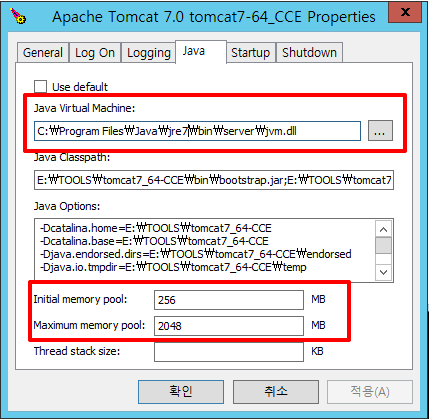 Apache Tomcat 7.0 tomcat7-64_CCE Properties
x
General Log On Logging Java Startup Shutdown
Use default
Java Virtual Machine:
C:₩Program Files₩Java₩jre7₩bin₩server₩jvm.dll
...
Java Classpath:
E:₩TOOLS₩tomcat7_64-CCE₩bin₩bootstrap.jar;E:₩TOOLS₩tomcat7
Java Options:
-Dcatalina.home=E:₩TOOLS₩tomcat7_64-CCE
-Dcatalina.base=E:₩TOOLS₩tomcat7_64-CCE
-Djava.endorsed.dirs=E:₩TOOLS₩tomcat7_64-CCE₩endorsed
-Djava.io.tmpdir=E:₩TOOLS₩tomcat7_64-CCE₩temp
Initial memory pool: 256 MB
Maximum memory pool: 2048 MB
Thread stack size: KB
확인 취소 적용(A)